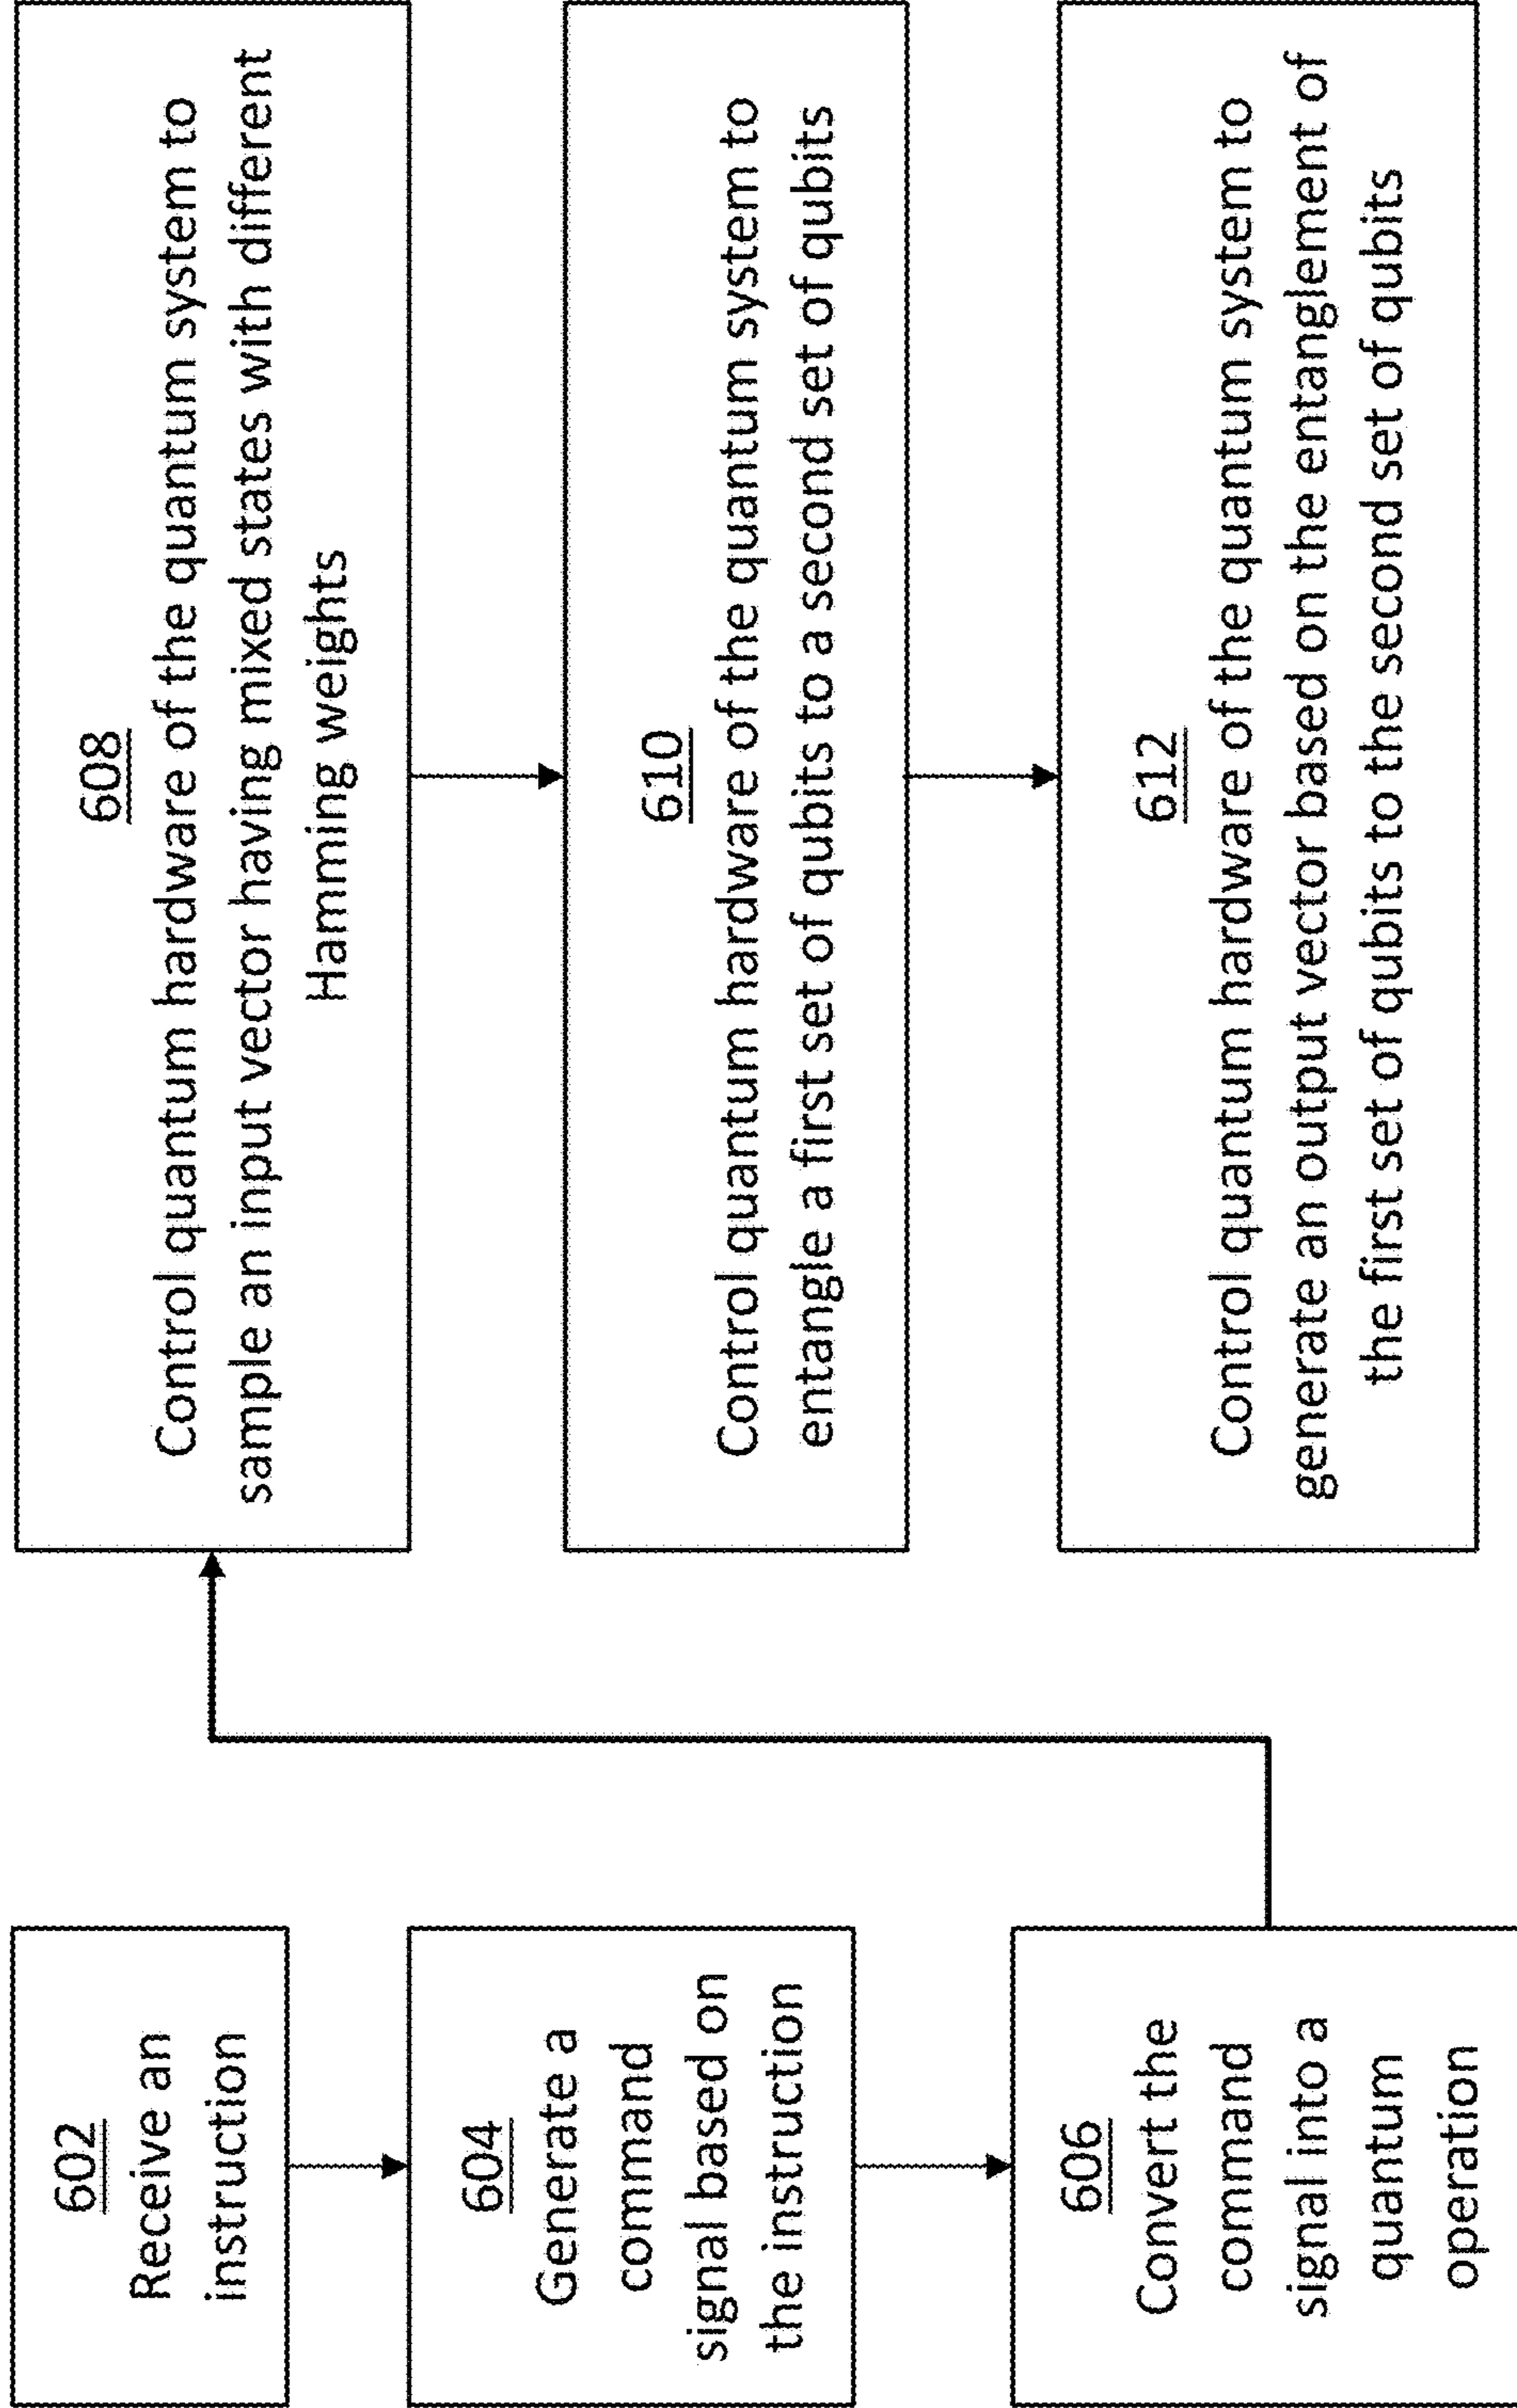 602
Receive an
instruction
604
Generate a
command
signal based on
the instruction
606
Convert the
command
signal into a
quantum
operation
608
Control quantum hardware of the quantum system to
sample an input vector having mixed states with different
Hamming weights
610
Control quantum hardware of the quantum system to
entangle a first set of qubits to a second set of qubits
612
Control quantum hardware of the quantum system to
generate an output vector based on the entanglement of
the first set of qubits to the second set of qubits